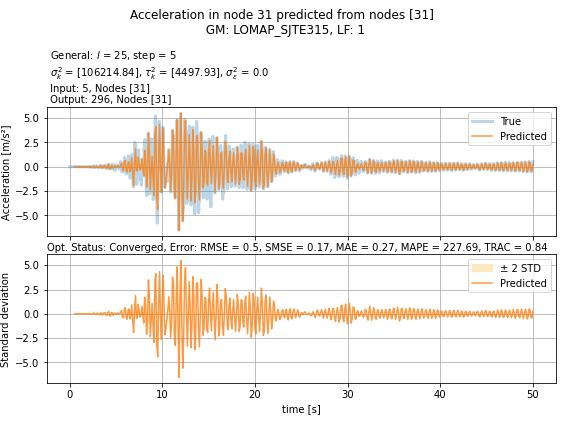 Acceleration in node 31 predicted from nodes [31]
GM: LOMAP_SJTE315, LF: 1
General: l = 25, step = 5
σ²ₖ = [106214.84], τ²ₖ = [4497.93], σ²ε = 0.0
Input: 5, Nodes [31]
Output: 296, Nodes [31]
Acceleration [m/s²]
5.0
2.5
0.0
−2.5
−5.0
True
Predicted
Opt. Status: Converged, Error: RMSE = 0.5, SMSE = 0.17, MAE = 0.27, MAPE = 227.69, TRAC = 0.84
Standard deviation
5.0
2.5
0.0
−2.5
−5.0
± 2 STD
Predicted
0 10 20 30 40 50
time [s]